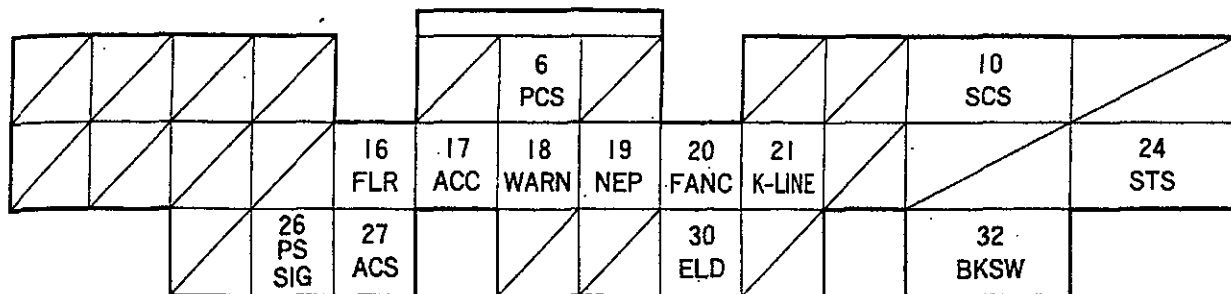 6
PCS
10
SCS
16
FLR
17
ACC
18
WARN
19
NEP
20
FANC
21
K-LINE
24
STS
26
PS
SIG
27
ACS
30
ELD
32
BKSW